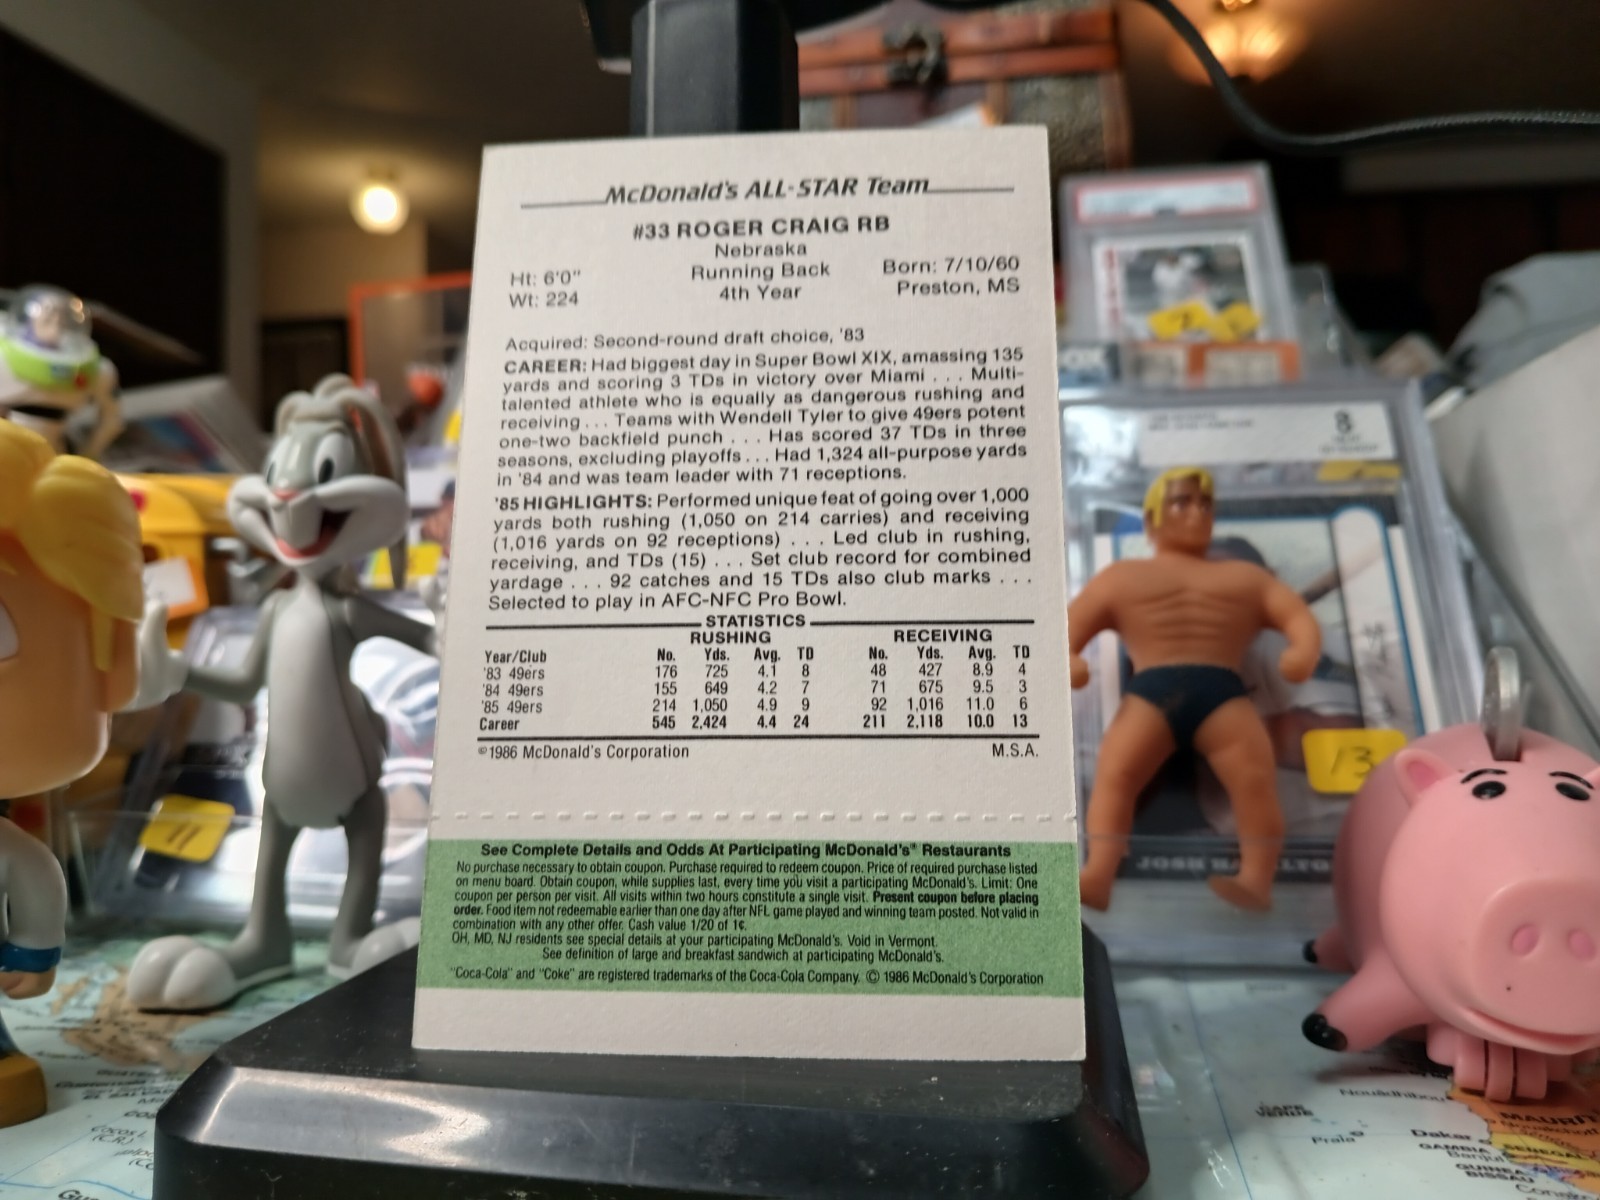 McDonald's ALL-STAR Team
#33 ROGER CRAIG RB
Nebraska
Ht: 6'0" Running Back Born: 7/10/60
Wt: 224 4th Year Preston, MS
Acquired: Second-round draft choice, '83
CAREER: Had biggest day in Super Bowl XIX, amassing 135
yards and scoring 3 TDs in victory over Miami . . . Multi-
talented athlete who is equally as dangerous rushing and
receiving . . . Teams with Wendell Tyler to give 49ers potent
one-two backfield punch . . . Has scored 37 TDs in three
seasons, excluding playoffs . . . Had 1,324 all-purpose yards
in '84 and was team leader with 71 receptions.
'85 HIGHLIGHTS: Performed unique feat of going over 1,000
yards both rushing (1,050 on 214 carries) and receiving
(1,016 yards on 92 receptions) . . . Led club in rushing,
receiving, and TDs (15) . . . Set club record for combined
yardage . . . 92 catches and 15 TDs also club marks . . .
Selected to play in AFC-NFC Pro Bowl.
STATISTICS
RUSHING RECEIVING
Year/Club No. Yds. Avg. TD No. Yds. Avg. TD
'83 49ers 176 725 4.1 8 48 427 8.9 4
'84 49ers 155 649 4.2 7 71 675 9.5 3
'85 49ers 214 1,050 4.9 9 92 1,016 11.0 6
Career 545 2,424 4.4 24 211 2,118 10.0 13
©1986 McDonald's Corporation M.S.A.
See Complete Details and Odds At Participating McDonald's® Restaurants
No purchase necessary to obtain coupon. Purchase required to redeem coupon. Price of required purchase listed
on menu board. Obtain coupon, while supplies last, every time you visit a participating McDonald's. Limit: One
coupon per person per visit. All visits within two hours constitute a single visit. Present coupon before placing
order. Food item not redeemable earlier than one day after NFL game played and winning team posted. Not valid in
combination with any other offer. Cash value 1/20 of 1¢.
OH, MD, NJ residents see special details at your participating McDonald's. Void in Vermont.
See definition of large and breakfast sandwich at participating McDonald's.
"Coca-Cola" and "Coke" are registered trademarks of the Coca-Cola Company. © 1986 McDonald's Corporation
8
11
13
EL SALVADOR
Cocos I.
(C.R.)
Nouâdhibou
CAPE
VERDE
Praia
Dakar
SENEGAL
GAMBIA
Banjul
GUINEA
BISSAU